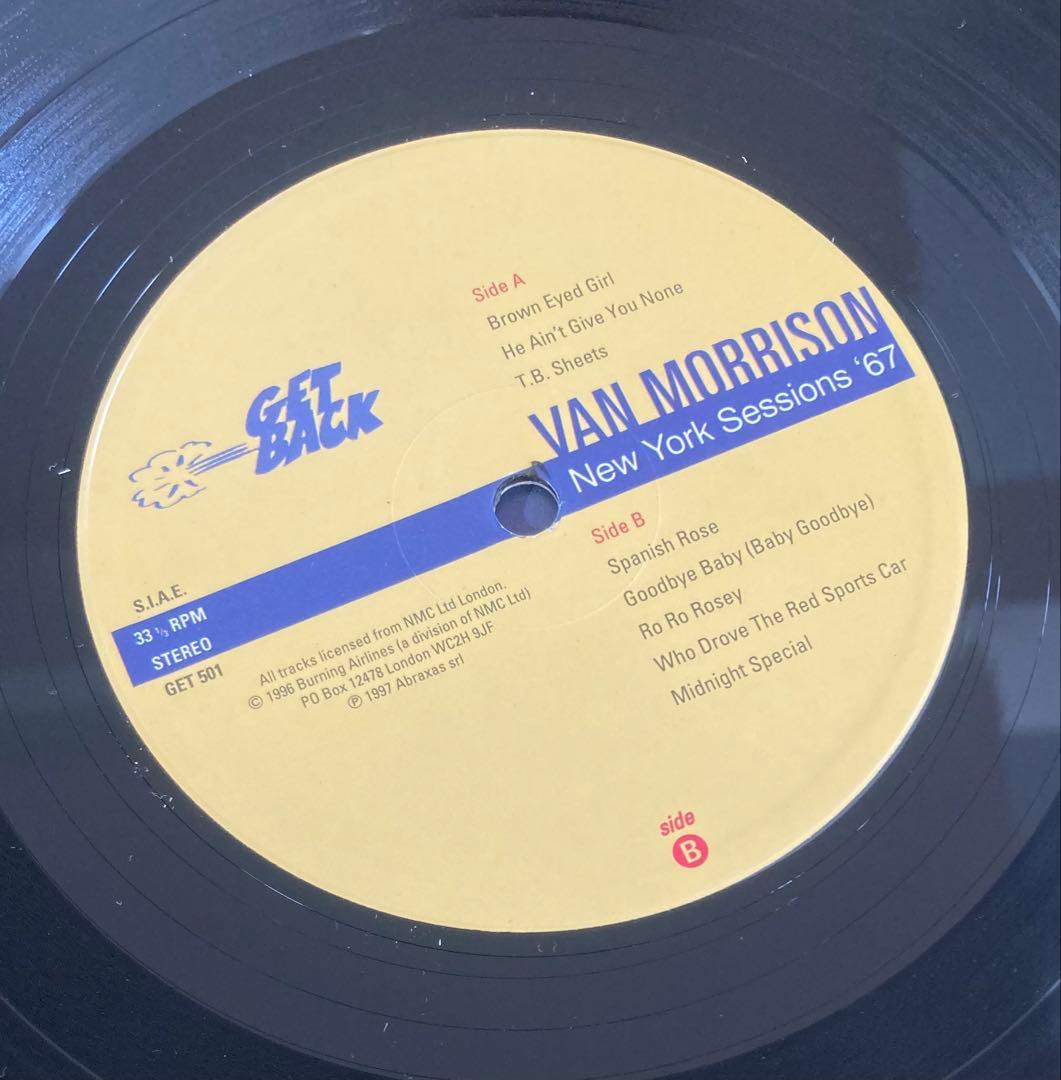 Side A
Brown Eyed Girl
He Ain't Give You None
T.B. Sheets
GET
BACK
VAN MORRISON
New York Sessions '67
Side B
Spanish Rose
Goodbye Baby (Baby Goodbye)
Ro Ro Rosey
Who Drove The Red Sports Car
Midnight Special
S.I.A.E.
33 1/3 RPM
STEREO
GET 501
All tracks licensed from NMC Ltd London.
© 1996 Burning Airlines (a division of NMC Ltd)
PO Box 12478 London WC2H 9JF
℗ 1997 Abraxas srl
side
B